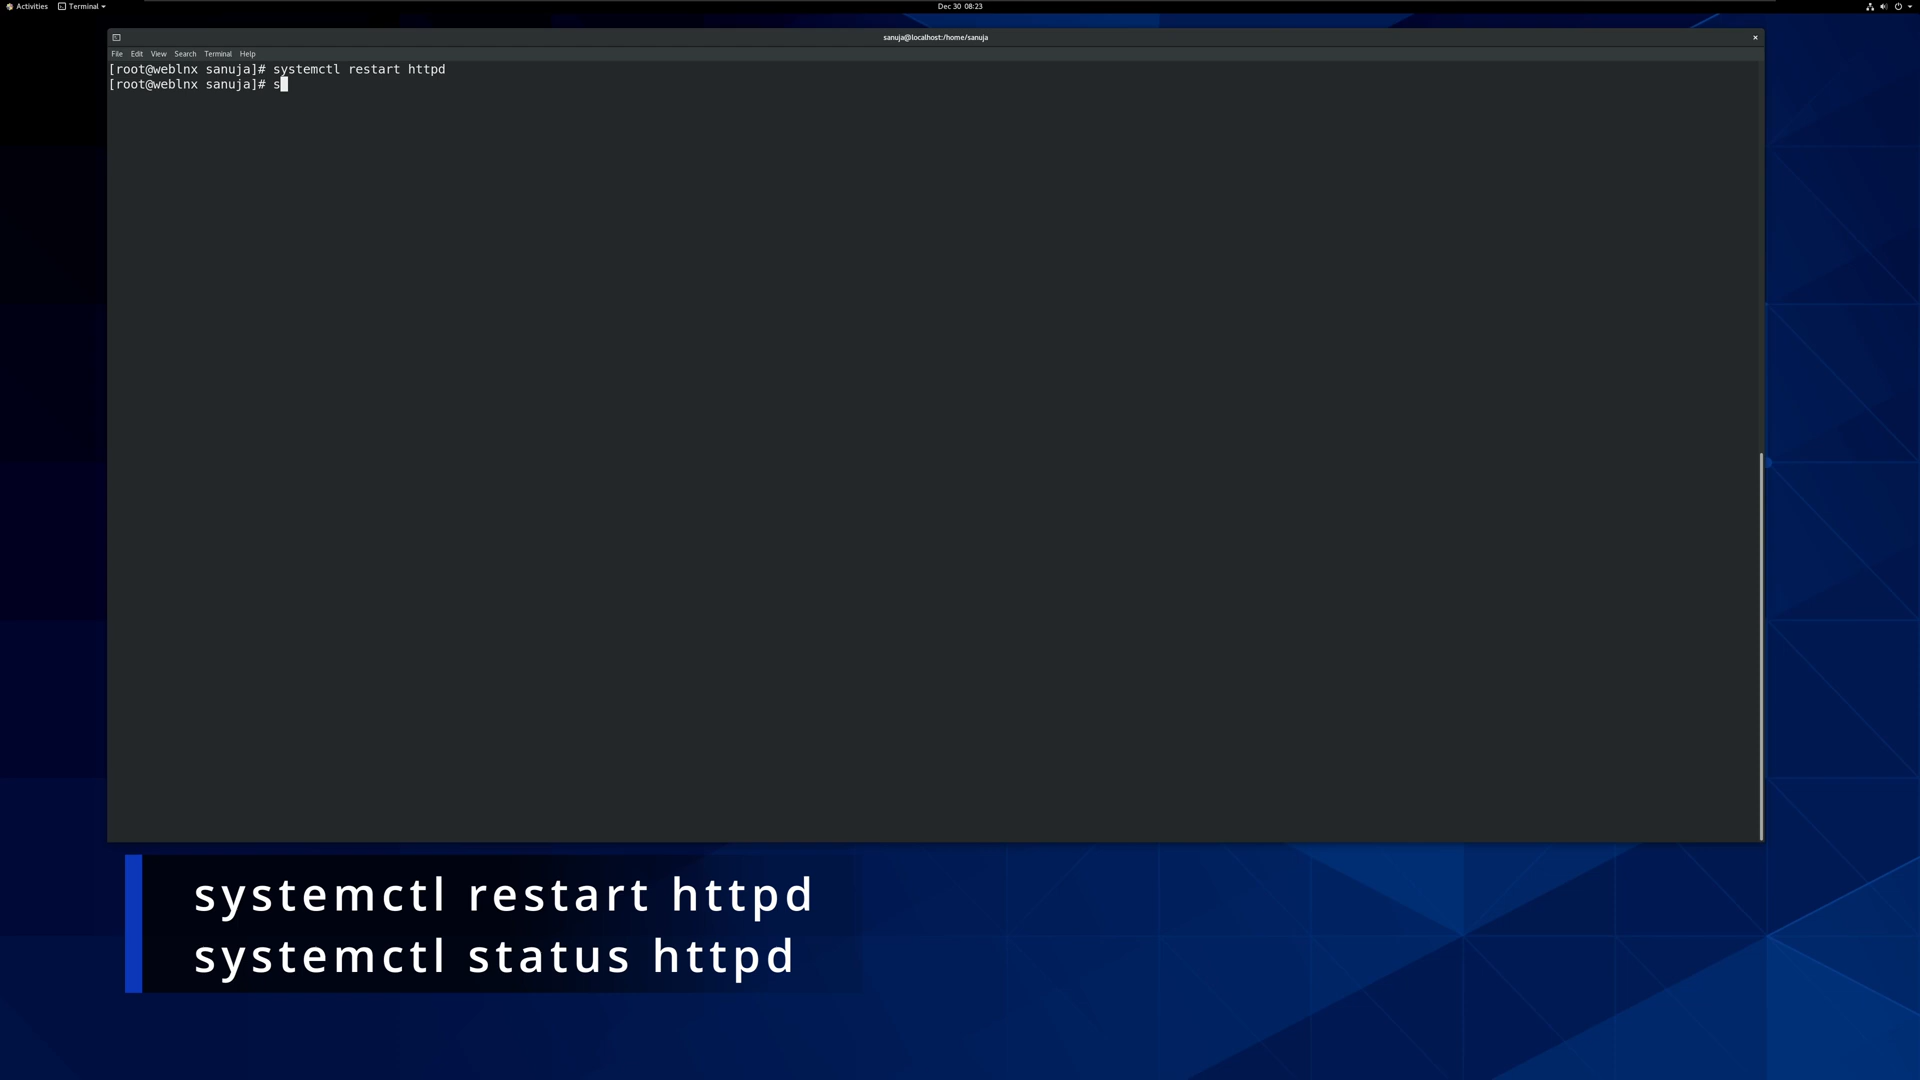 Activities Terminal Dec 30 08:23
sanuja@localhost:/home/sanuja
File Edit View Search Terminal Help
[root@weblnx sanuja]# systemctl restart httpd
[root@weblnx sanuja]# s
systemctl restart httpd
systemctl status httpd